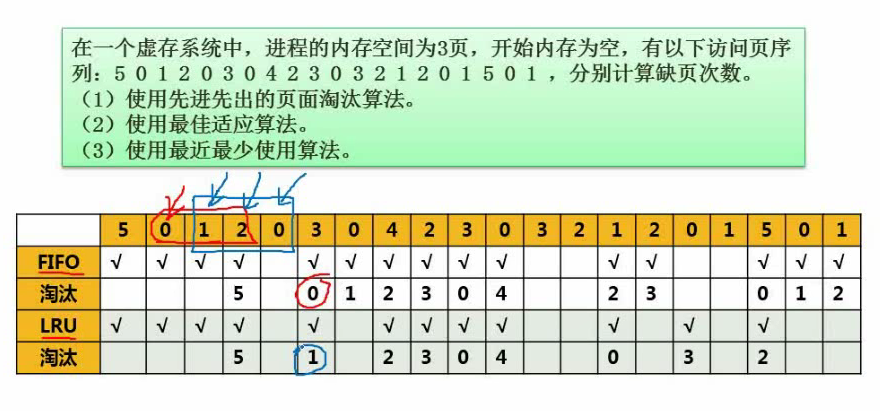 在一个虚存系统中，进程的内存空间为3页，开始内存为空，有以下访问页序
列：5 0 1 2 0 3 0 4 2 3 0 3 2 1 2 0 1 5 0 1 ，分别计算缺页次数。
（1）使用先进先出的页面淘汰算法。
（2）使用最佳适应算法。
（3）使用最近最少使用算法。
5 0 1 2 0 3 0 4 2 3 0 3 2 1 2 0 1 5 0 1
FIFO √ √ √ √ √ √ √ √ √ √ √ √ √ √ √
淘汰 5 0 1 2 3 0 4 2 3 0 1 2
LRU √ √ √ √ √ √ √ √ √ √ √ √
淘汰 5 1 2 3 0 4 0 3 2